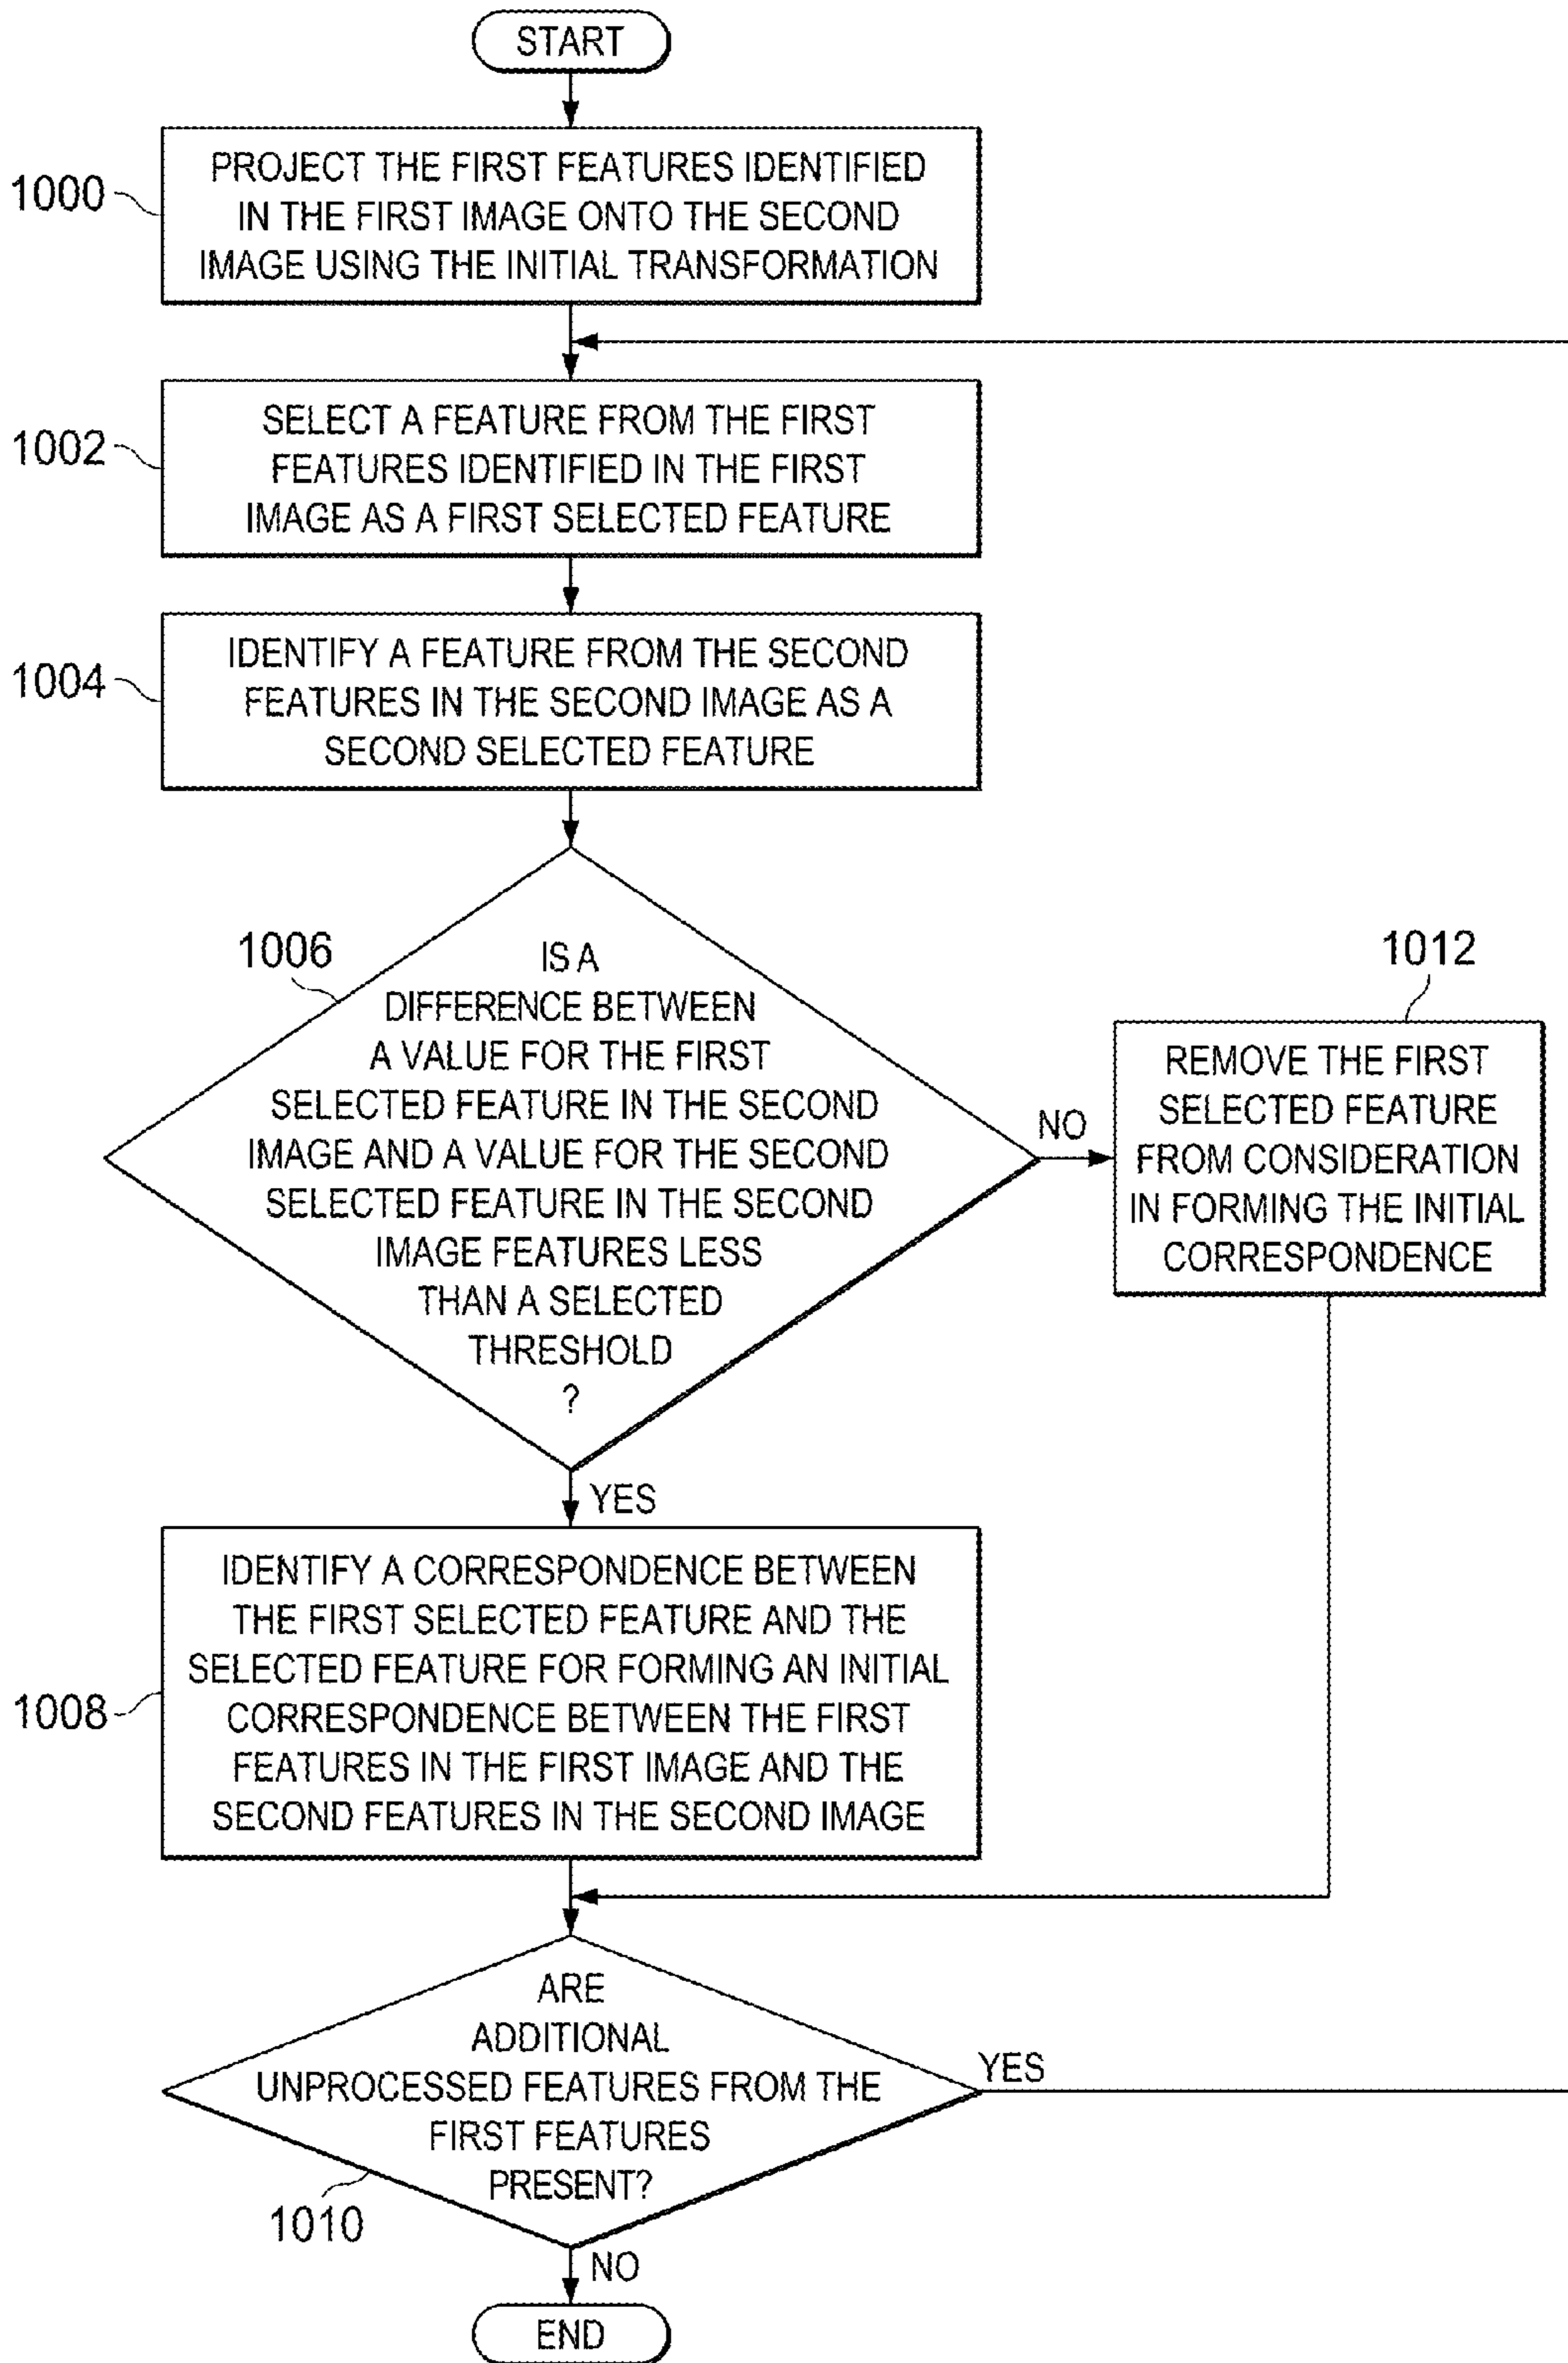 START
1000
PROJECT THE FIRST FEATURES IDENTIFIED
IN THE FIRST IMAGE ONTO THE SECOND
IMAGE USING THE INITIAL TRANSFORMATION
1002
SELECT A FEATURE FROM THE FIRST
FEATURES IDENTIFIED IN THE FIRST
IMAGE AS A FIRST SELECTED FEATURE
1004
IDENTIFY A FEATURE FROM THE SECOND
FEATURES IN THE SECOND IMAGE AS A
SECOND SELECTED FEATURE
1006
IS A
DIFFERENCE BETWEEN
A VALUE FOR THE FIRST
SELECTED FEATURE IN THE SECOND
IMAGE AND A VALUE FOR THE SECOND
SELECTED FEATURE IN THE SECOND
IMAGE FEATURES LESS
THAN A SELECTED
THRESHOLD
?
NO
1012
REMOVE THE FIRST
SELECTED FEATURE
FROM CONSIDERATION
IN FORMING THE INITIAL
CORRESPONDENCE
YES
1008
IDENTIFY A CORRESPONDENCE BETWEEN
THE FIRST SELECTED FEATURE AND THE
SELECTED FEATURE FOR FORMING AN INITIAL
CORRESPONDENCE BETWEEN THE FIRST
FEATURES IN THE FIRST IMAGE AND THE
SECOND FEATURES IN THE SECOND IMAGE
ARE
ADDITIONAL
UNPROCESSED FEATURES FROM THE
FIRST FEATURES
PRESENT?
YES
1010
NO
END